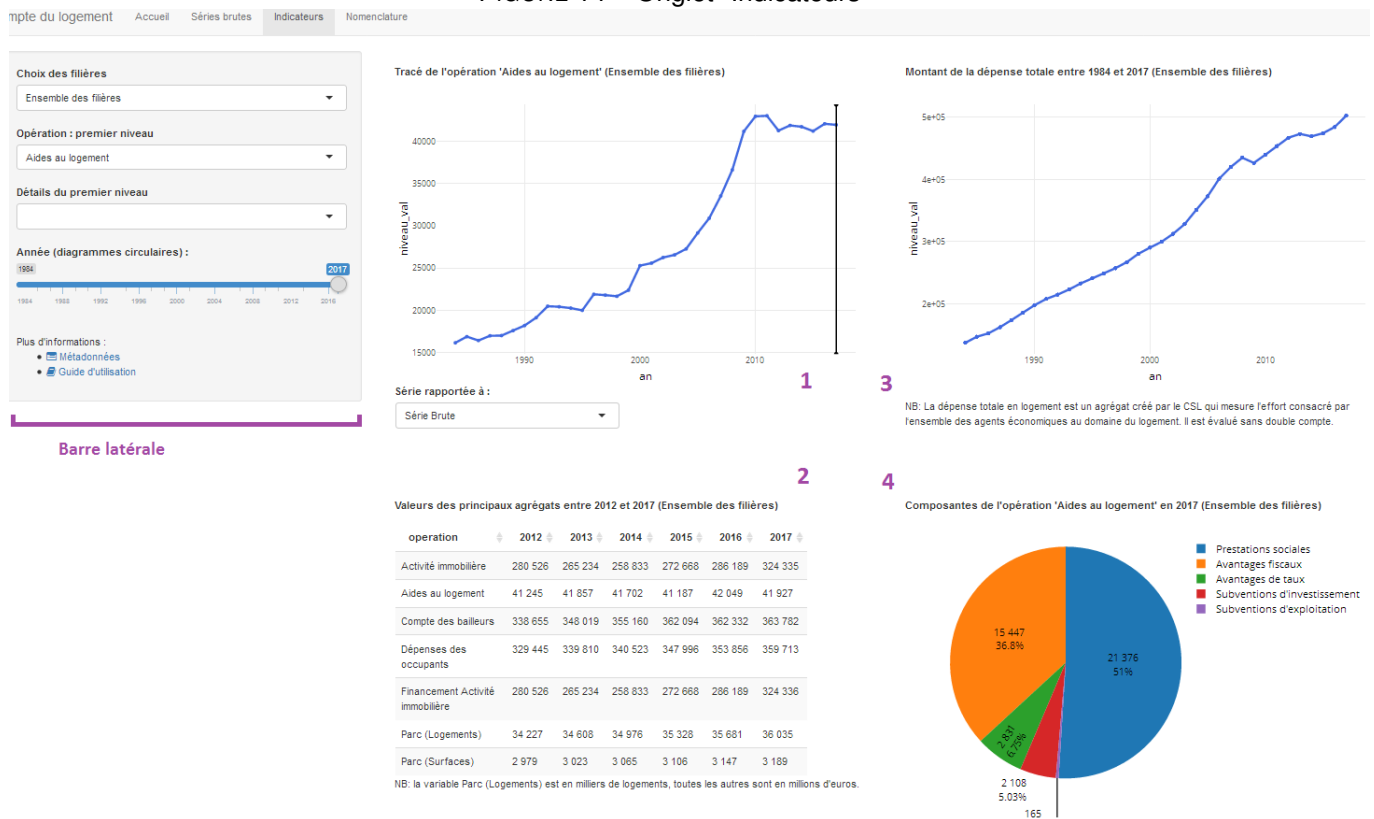 mpte du logement Accueil Séries brutes Indicateurs Nomenclature
Choix des filières
Ensemble des filières
Opération : premier niveau
Aides au logement
Détails du premier niveau
Année (diagrammes circulaires) :
1984 2017
1984 1988 1992 1996 2000 2004 2008 2012 2016
Plus d'informations :
Métadonnées
Guide d'utilisation
Barre latérale
Tracé de l'opération 'Aides au logement' (Ensemble des filières)
niveau_val
40000
35000
30000
25000
20000
15000
1990 2000 2010
an
1
Série rapportée à :
Série Brute
Montant de la dépense totale entre 1984 et 2017 (Ensemble des filières)
niveau_val
5e+05
4e+05
3e+05
2e+05
1990 2000 2010
an
3
NB: La dépense totale en logement est un agrégat créé par le CSL qui mesure l'effort consacré par
l'ensemble des agents économiques au domaine du logement. Il est évalué sans double compte.
2
Valeurs des principaux agrégats entre 2012 et 2017 (Ensemble des filières)
operation 2012 2013 2014 2015 2016 2017
Activité immobilière 280 526 265 234 258 833 272 668 286 189 324 335
Aides au logement 41 245 41 857 41 702 41 187 42 049 41 927
Compte des bailleurs 338 655 348 019 355 160 362 094 362 332 363 782
Dépenses des 329 445 339 810 340 523 347 996 353 856 359 713
occupants
Financement Activité 280 526 265 234 258 833 272 668 286 189 324 336
immobilière
Parc (Logements) 34 227 34 608 34 976 35 328 35 681 36 035
Parc (Surfaces) 2 979 3 023 3 065 3 106 3 147 3 189
NB: la variable Parc (Logements) est en milliers de logements, toutes les autres sont en millions d'euros.
4
Composantes de l'opération 'Aides au logement' en 2017 (Ensemble des filières)
Prestations sociales
Avantages fiscaux
Avantages de taux
Subventions d'investissement
Subventions d'exploitation
15 447
36.8%
21 376
51%
2 831
6.75%
2 108
5.03%
165